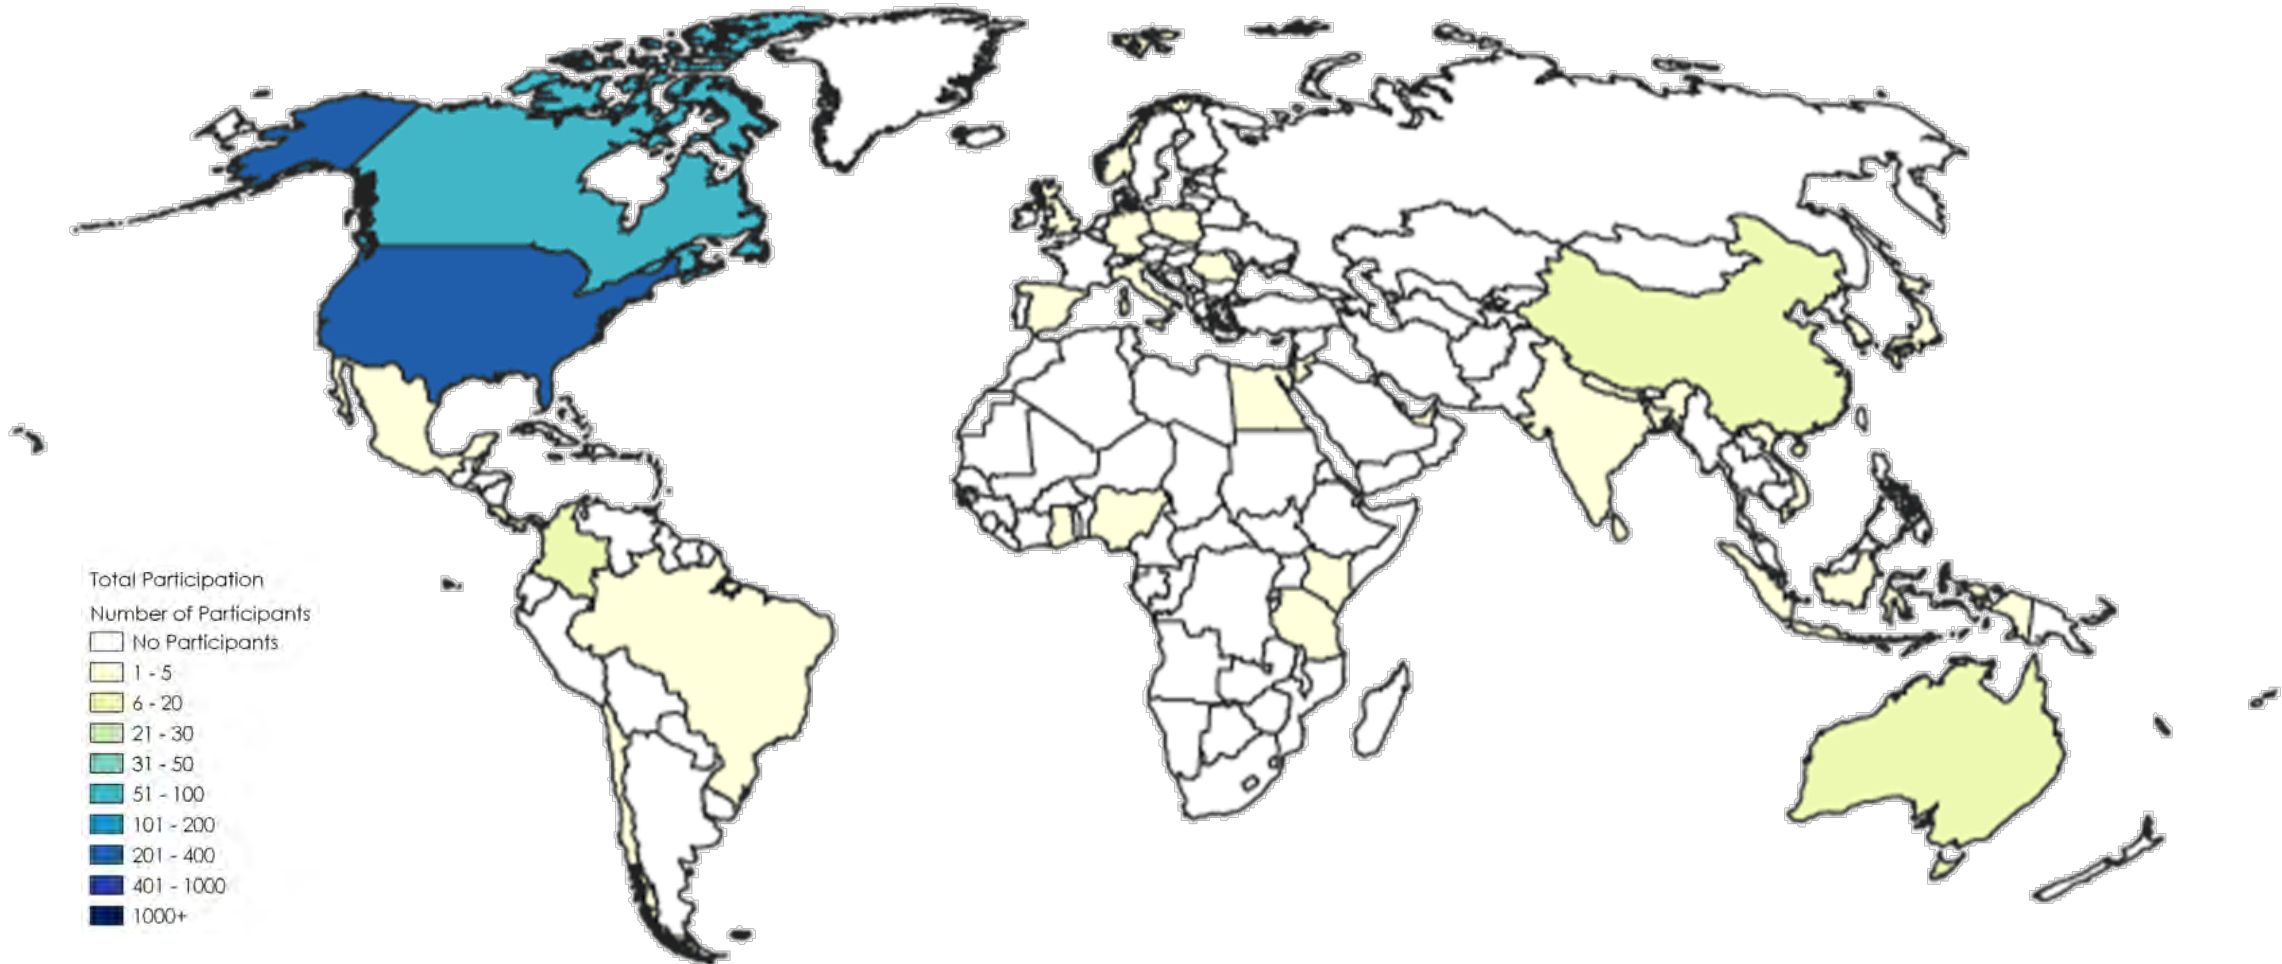 Total Participation
Number of Participants
No Participants
1 - 5
6 - 20
21 - 30
31 - 50
51 - 100
101 - 200
201 - 400
401 - 1000
1000+